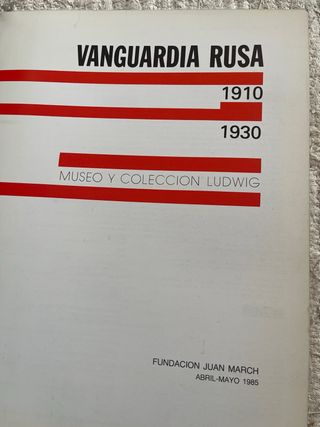 VANGUARDIA RUSA
1910
1930
MUSEO Y COLECCION LUDWIG
FUNDACION JUAN MARCH
ABRIL-MAYO 1985